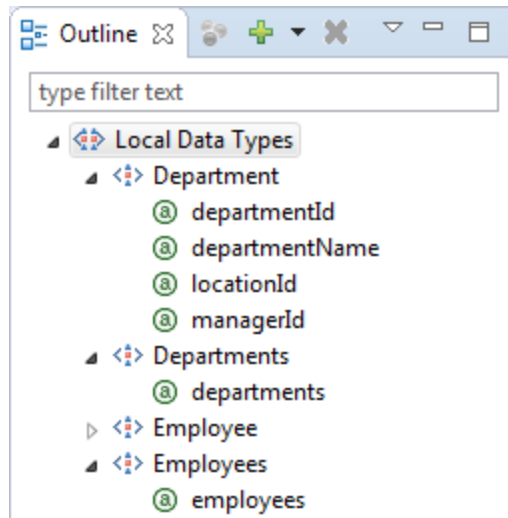 Outline
type filter text
Local Data Types
Department
departmentId
departmentName
locationId
managerId
Departments
departments
Employee
Employees
employees